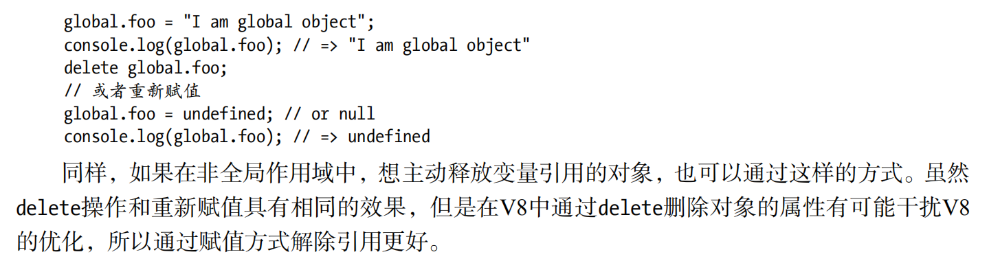 global.foo = "I am global object";
console.log(global.foo); // => "I am global object"
delete global.foo;
// 或者重新赋值
global.foo = undefined; // or null
console.log(global.foo); // => undefined
同样，如果在非全局作用域中，想主动释放变量引用的对象，也可以通过这样的方式。虽然
delete操作和重新赋值具有相同的效果，但是在V8中通过delete删除对象的属性有可能干扰V8
的优化，所以通过赋值方式解除引用更好。